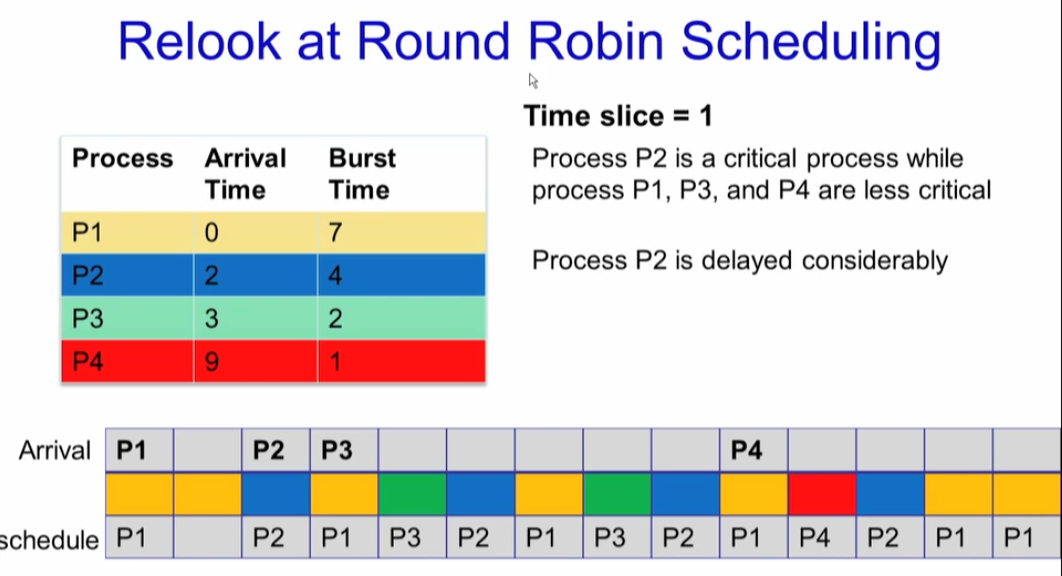 Relook at Round Robin Scheduling
Time slice = 1
Process P2 is a critical process while
process P1, P3, and P4 are less critical
Process P2 is delayed considerably
Process Arrival Time Burst Time
P1 0 7
P2 2 4
P3 3 2
P4 9 1
Arrival P1 P2 P3 P4
schedule P1 P2 P1 P3 P2 P1 P3 P2 P1 P4 P2 P1 P1